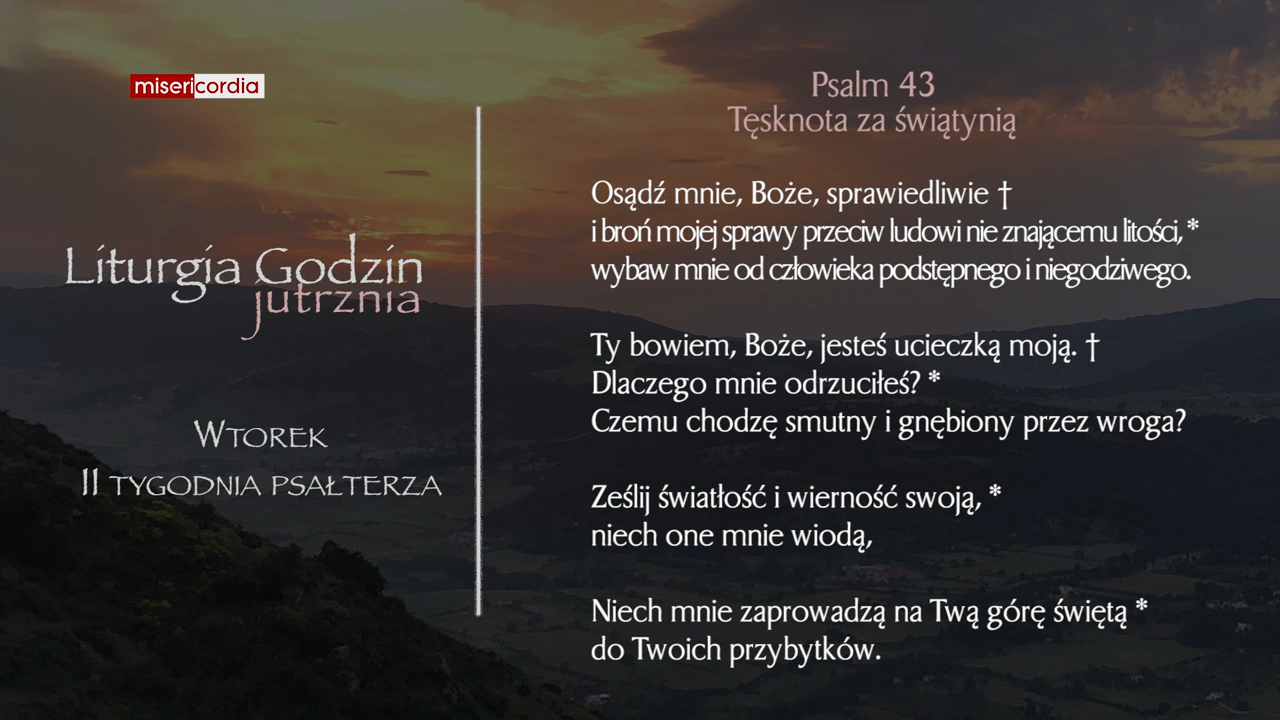 misericordia
Liturgia Godzin
jutrznia
Wtorek
II tygodnia psałterza
Psalm 43
Tęsknota za świątynią
Osądź mnie, Boże, sprawiedliwie †
i broń mojej sprawy przeciw ludowi nie znającemu litości, *
wybaw mnie od człowieka podstępnego i niegodziwego.
Ty bowiem, Boże, jesteś ucieczką moją. †
Dlaczego mnie odrzuciłeś? *
Czemu chodzę smutny i gnębiony przez wroga?
Ześlij światłość i wierność swoją, *
niech one mnie wiodą,
Niech mnie zaprowadzą na Twą górę świętą *
do Twoich przybytków.